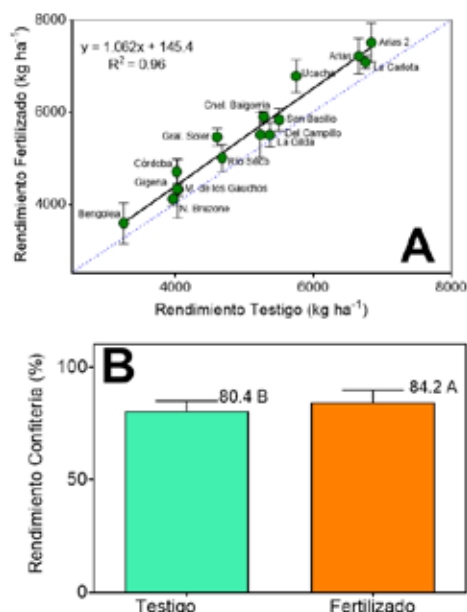 8000
y = 1.062x + 145.4
R² = 0.96
Arias 2
Arias
La Carlota
Ucacha
Rendimiento Fertilizado (kg ha⁻¹)
6000
Cnel. Baigorria
San Basilio
Gral. Soler
Del Campillo
La Gilda
Río Seco
Córdoba
Gigena
M. de los Gauchos
4000
N. Bruzone
Bengolea
A
4000
6000
8000
Rendimiento Testigo (kg ha⁻¹)
B
100
80.4 B
84.2 A
Rendimiento Confiteria (%)
50
0
Testigo
Fertilizado